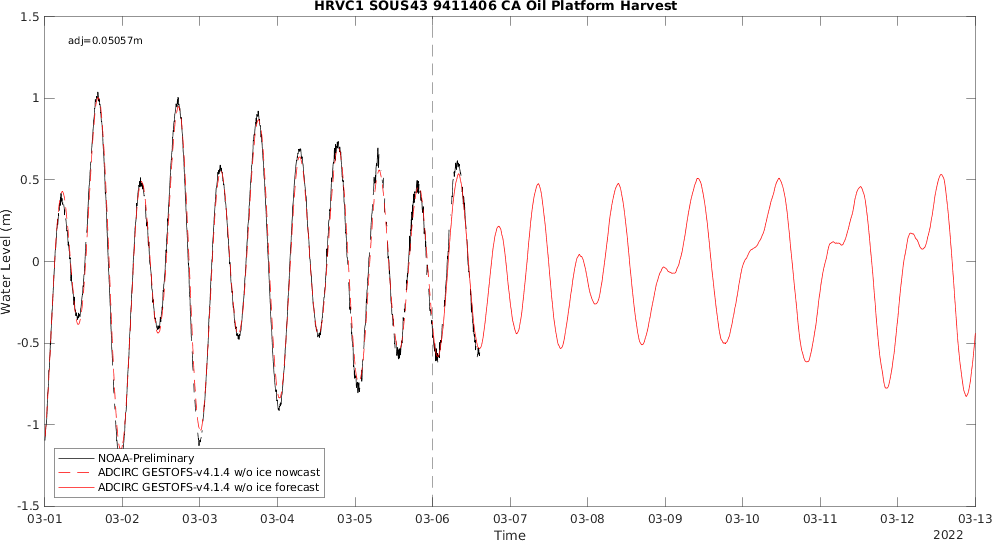 HRVC1 SOUS43 9411406 CA Oil Platform Harvest
adj=0.05057m
1.5
1
0.5
0
-0.5
-1
-1.5
Water Level (m)
NOAA-Preliminary
ADCIRC GESTOFS-v4.1.4 w/o ice nowcast
ADCIRC GESTOFS-v4.1.4 w/o ice forecast
03-01 03-02 03-03 03-04 03-05 03-06 03-07 03-08 03-09 03-10 03-11 03-12 03-13
Time
2022